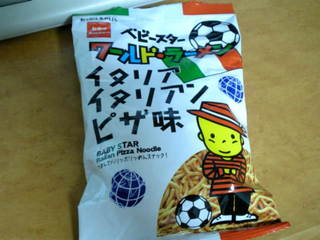 ベビースター
ワールド・ラーメン
イタリア
イタリアン
ピザ味
BABY STAR
Italian Pizza Noodle